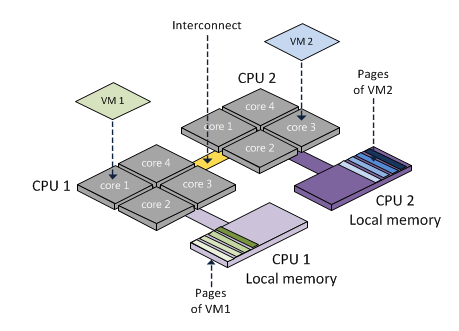 Interconnect
VM 1
VM 2
CPU 2
Pages
of VM2
core 4
core 1
core 3
core 2
CPU 1
core 4
core 1
core 3
core 2
CPU 2
Local memory
CPU 1
Local memory
Pages
of VM1